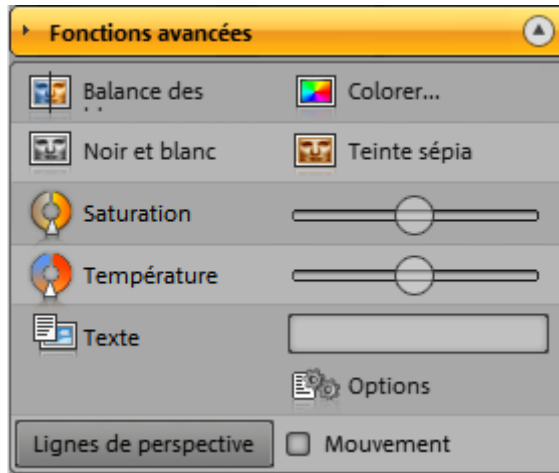 Fonctions avancées
Balance des
Colorer...
Noir et blanc
Teinte sépia
Saturation
Température
Texte
Options
Lignes de perspective
Mouvement